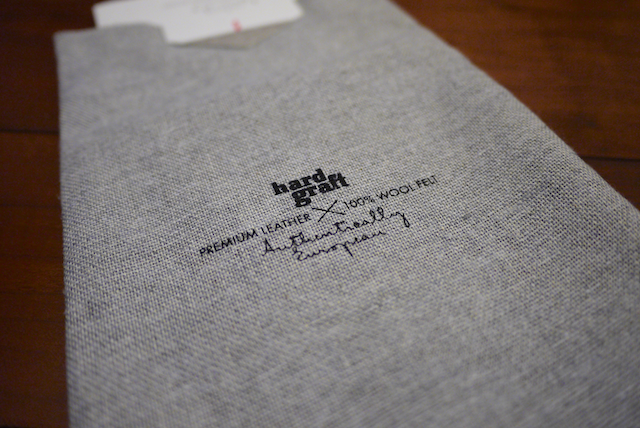 hard
graft
PREMIUM LEATHER X 100% WOOL FELT
Authentically
European